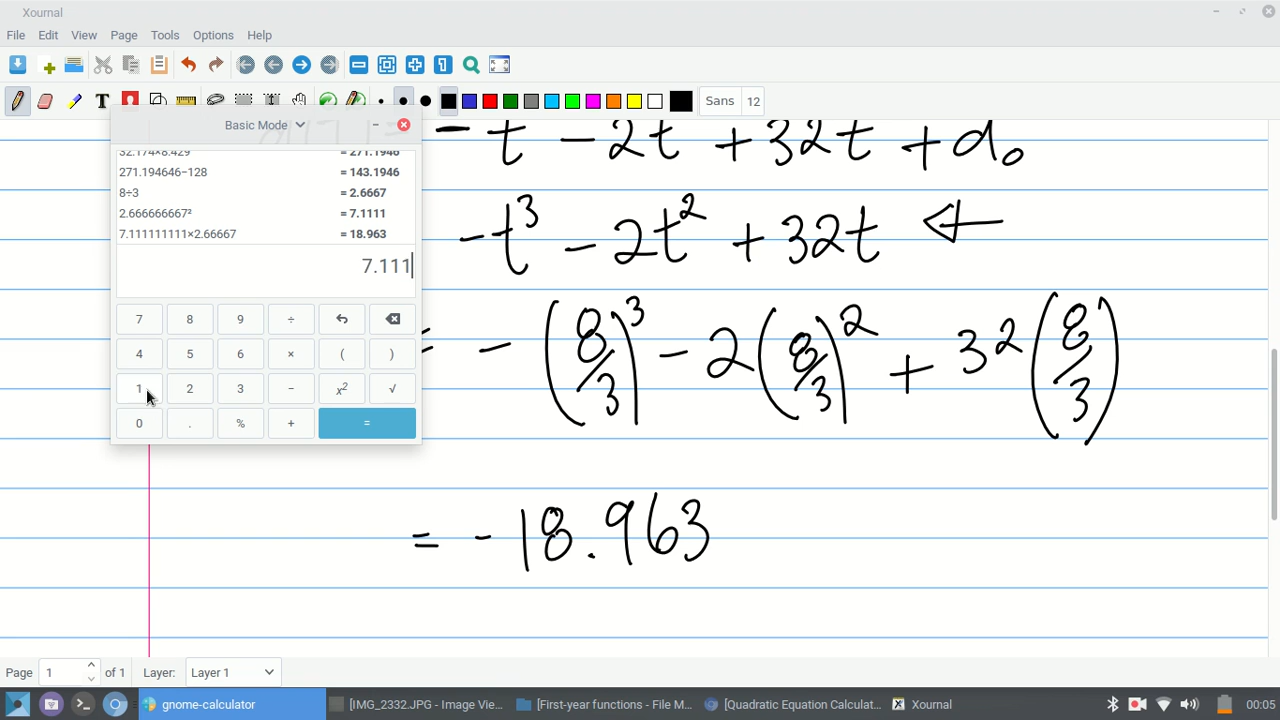 Xournal
File Edit View Page Tools Options Help
Sans 12
Basic Mode
32.174×8.429 = 271.1946
271.194646−128 = 143.1946
8÷3 = 2.6667
2.666666667² = 7.1111
7.111111111×2.66667 = 18.963
7.111
7 8 9 ÷
4 5 6 × ( )
1 2 3 − x² √
0 . % + =
- t - 2t + 32t + d₀
-t³ - 2t² + 32t ←
= - (8/3)³ - 2(8/3)² + 32(8/3)
= - 18.963
Page 1 of 1 Layer: Layer 1
gnome-calculator [IMG_2332.JPG - Image Vie... [First-year functions - File M... [Quadratic Equation Calculat... Xournal 00:05